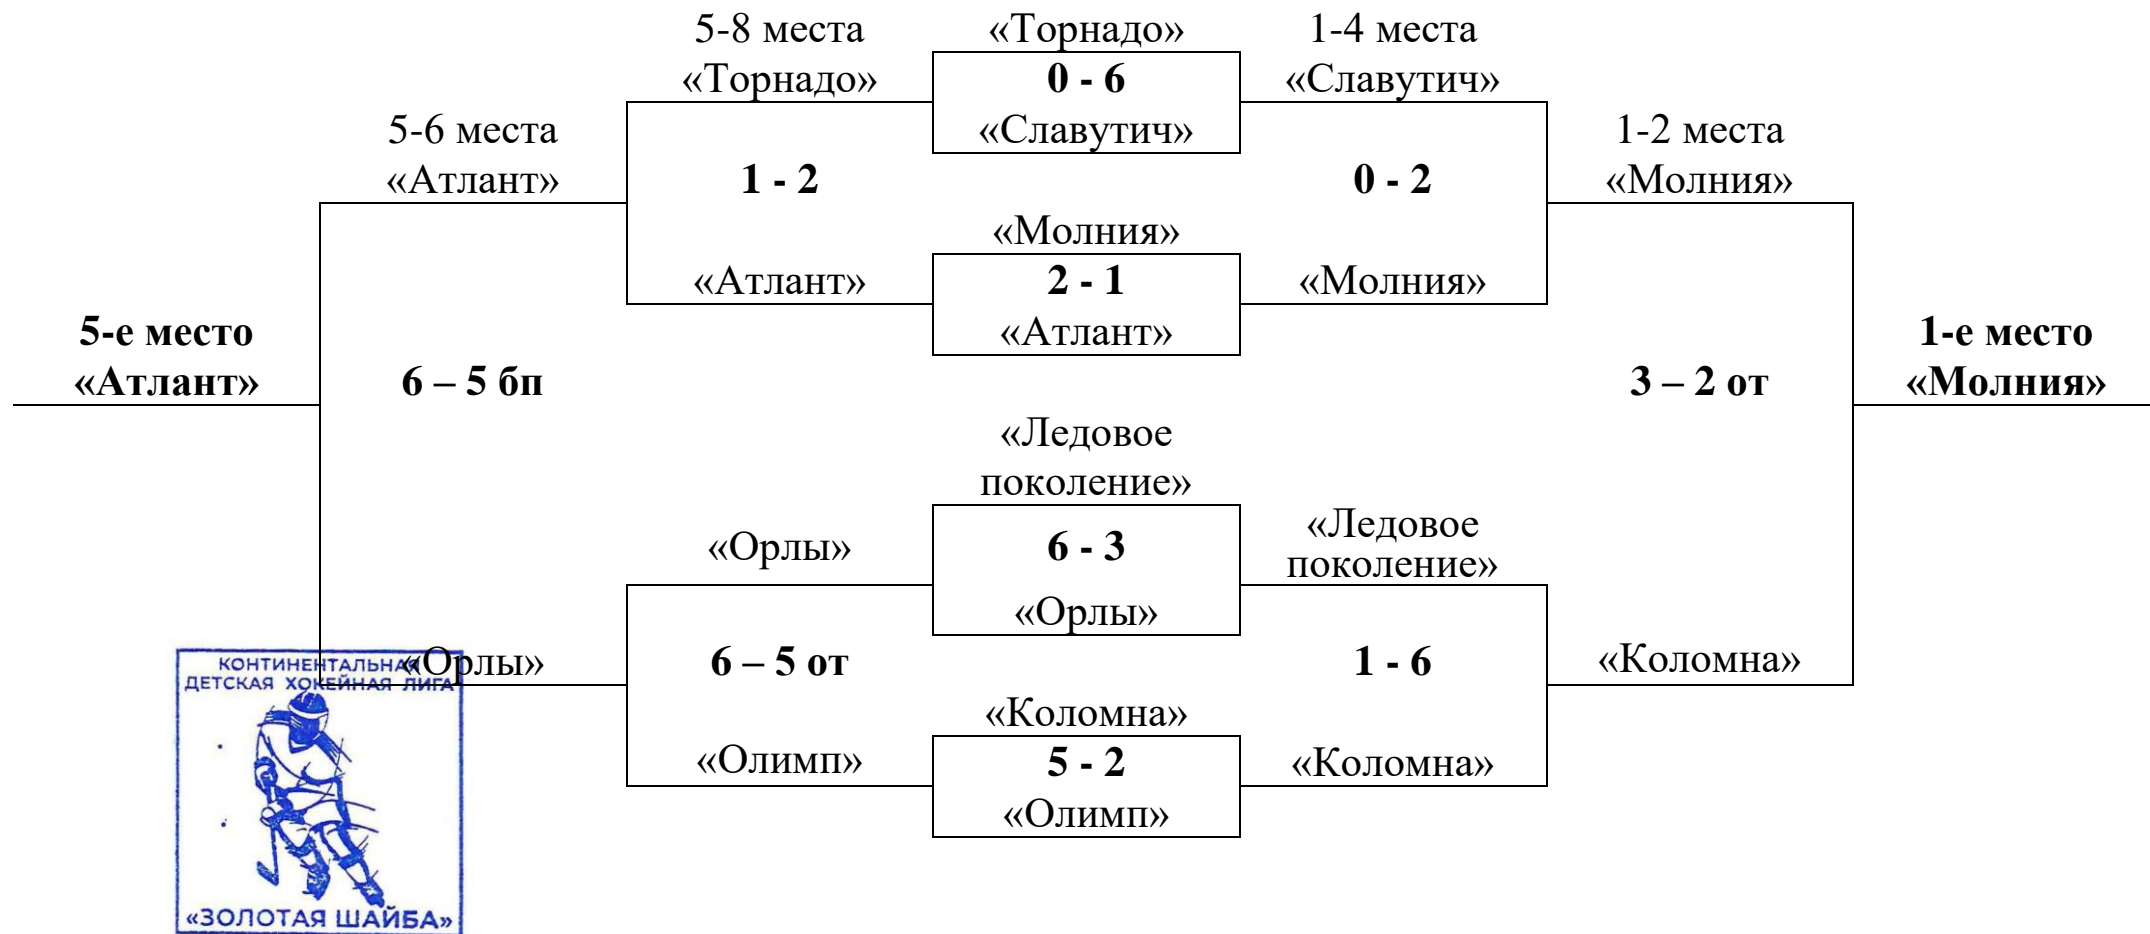 5-8 места
«Торнадо»
1-4 места
«Торнадо»
0 - 6
«Славутич»
5-6 места
«Славутич»
1-2 места
«Атлант»
1 - 2
0 - 2
«Молния»
«Молния»
«Атлант»
2 - 1
«Молния»
5-е место
«Атлант»
1-е место
«Атлант»
6 – 5 бп
3 – 2 от
«Молния»
«Ледовое
поколение»
«Орлы»
6 - 3
«Ледовое
поколение»
«Орлы»
«Орлы»
6 – 5 от
1 - 6
«Коломна»
«Коломна»
«Олимп»
5 - 2
«Коломна»
«Олимп»
КОНТИНЕНТАЛЬНАЯ
ДЕТСКАЯ ХОКЕЙНАЯ ЛИГА
«ЗОЛОТАЯ ШАЙБА»